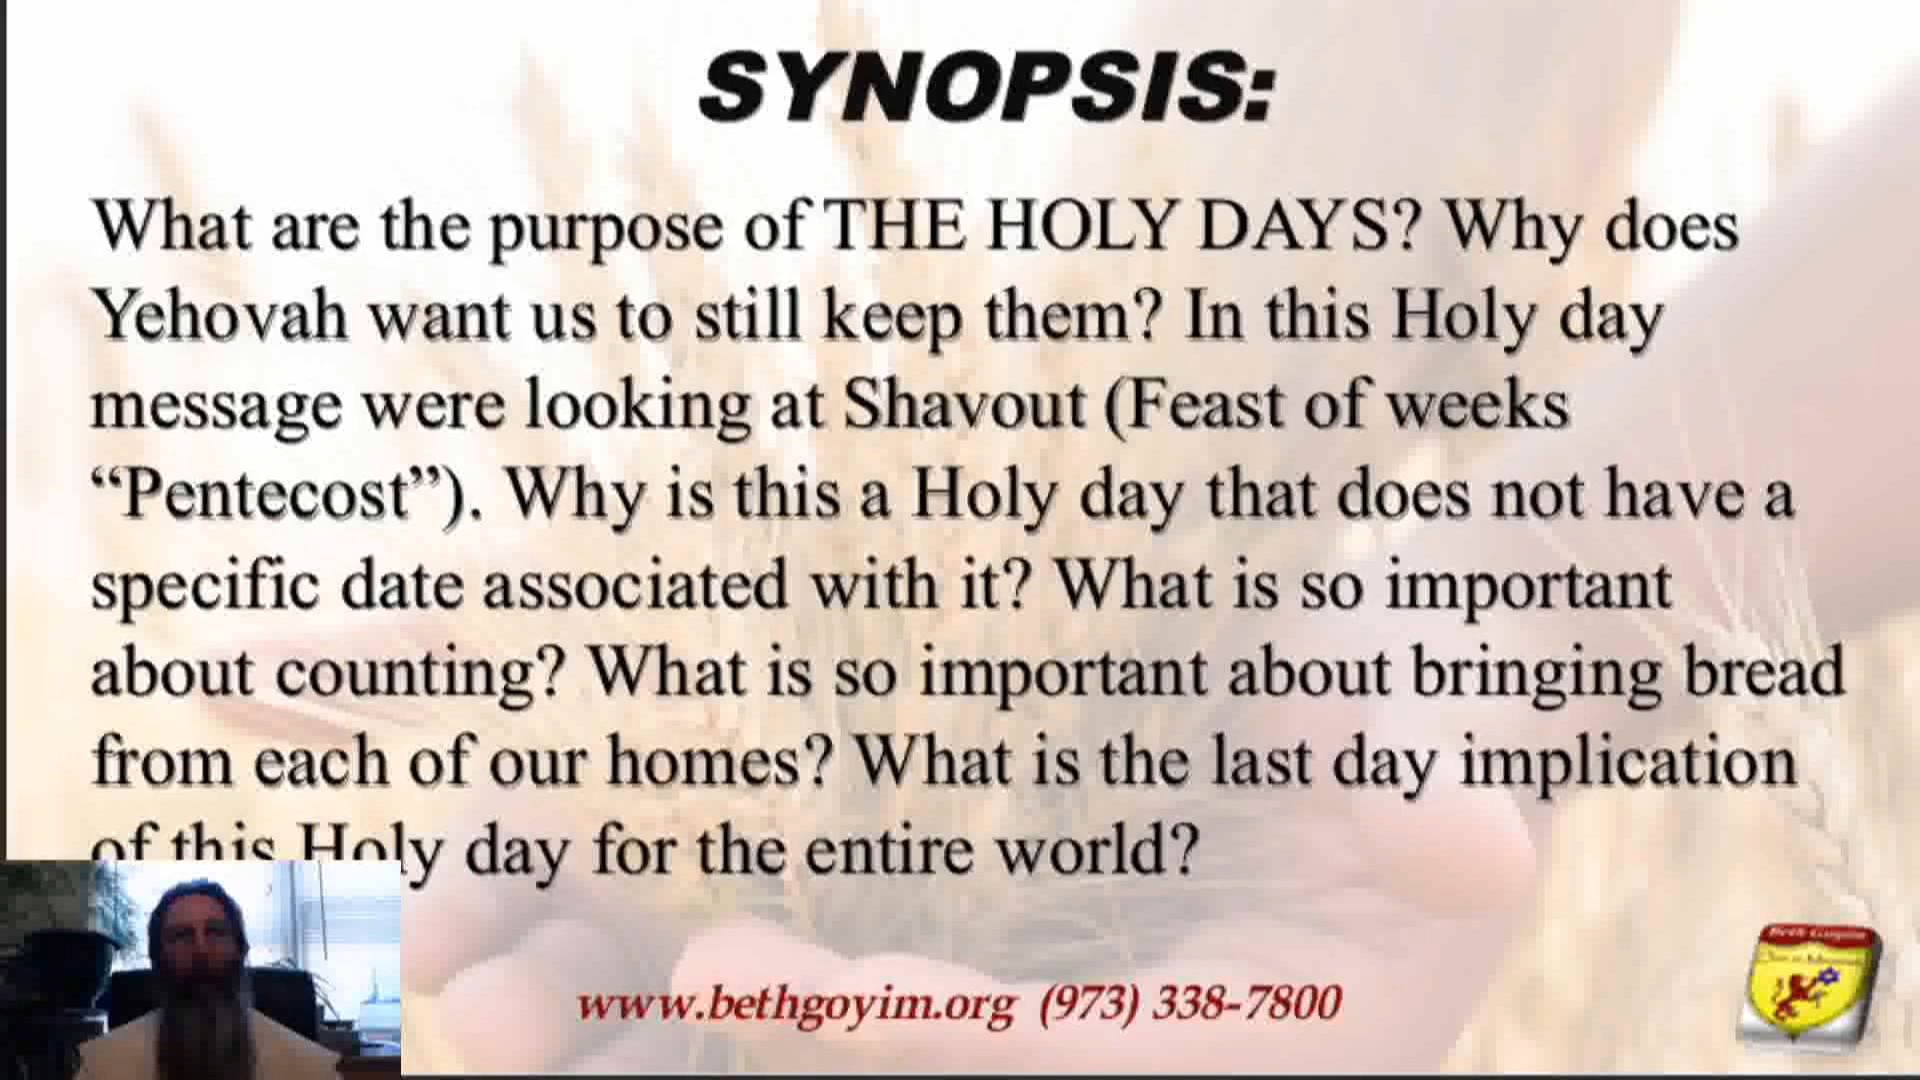 SYNOPSIS:
What are the purpose of THE HOLY DAYS? Why does
Yehovah want us to still keep them? In this Holy day
message were looking at Shavout (Feast of weeks
“Pentecost”). Why is this a Holy day that does not have a
specific date associated with it? What is so important
about counting? What is so important about bringing bread
from each of our homes? What is the last day implication
of this Holy day for the entire world?
www.bethgoyim.org (973) 338-7800
Beth Goyim